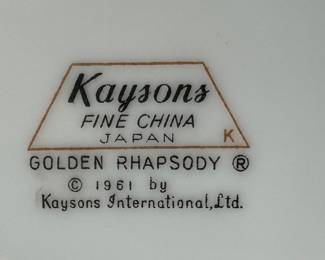 Kaysons
FINE CHINA
JAPAN
K
GOLDEN RHAPSODY ®
© 1961 by
Kaysons International, Ltd.